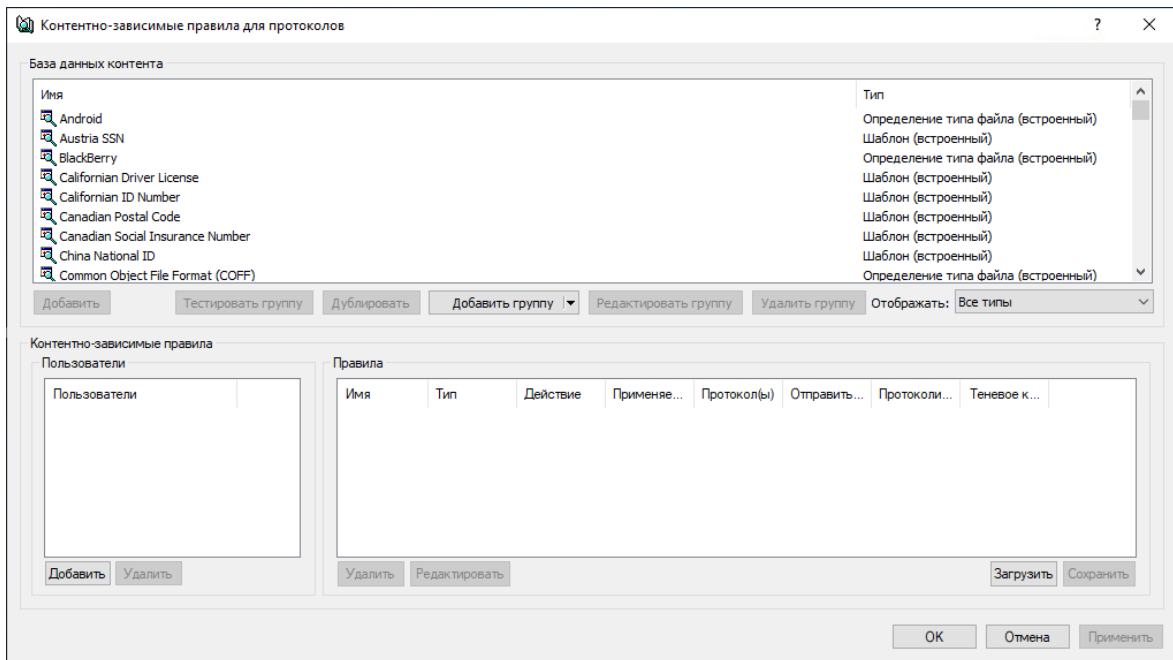 Контентно-зависимые правила для протоколов ?
База данных контента
Имя Тип
Android Определение типа файла (встроенный)
Austria SSN Шаблон (встроенный)
BlackBerry Определение типа файла (встроенный)
Californian Driver License Шаблон (встроенный)
Californian ID Number Шаблон (встроенный)
Canadian Postal Code Шаблон (встроенный)
Canadian Social Insurance Number Шаблон (встроенный)
China National ID Шаблон (встроенный)
Common Object File Format (COFF) Определение типа файла (встроенный)
Добавить Тестировать группу Дублировать Добавить группу Редактировать группу Удалить группу Отображать: Все типы
Контентно-зависимые правила
Пользователи Правила
Пользователи Имя Тип Действие Применяе... Протокол(ы) Отправить... Протоколи... Теневое к...
Добавить Удалить Удалить Редактировать Загрузить Сохранить
OK Отмена Применить